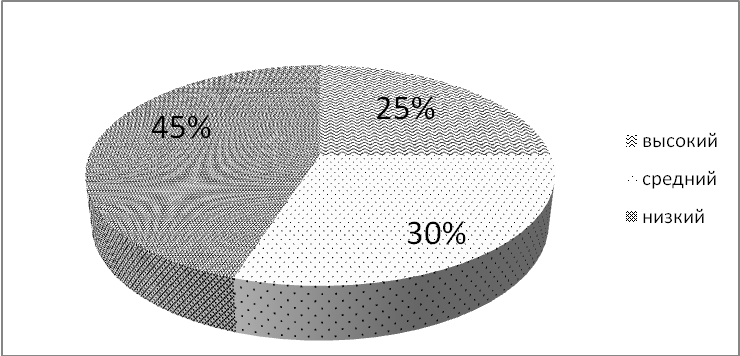 25%
45%
30%
высокий
средний
низкий